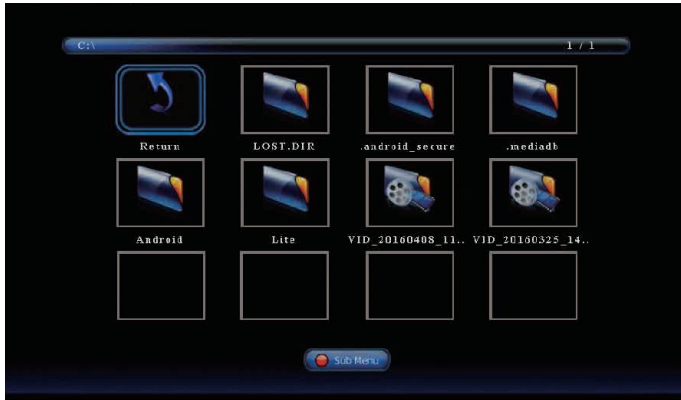 C:\ 1 / 1
Return LOST.DIR .android_secure .mediadb
Android Lite VID_20160408_11.. VID_20160325_14..
Sub Menu